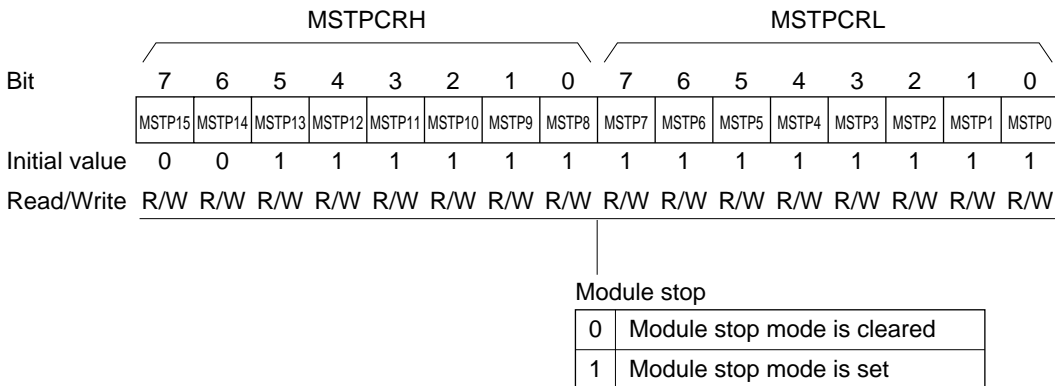 MSTPCRH MSTPCRL
Bit 7 6 5 4 3 2 1 0 7 6 5 4 3 2 1 0
MSTP15 MSTP14 MSTP13 MSTP12 MSTP11 MSTP10 MSTP9 MSTP8 MSTP7 MSTP6 MSTP5 MSTP4 MSTP3 MSTP2 MSTP1 MSTP0
Initial value 0 0 1 1 1 1 1 1 1 1 1 1 1 1 1 1
Read/Write R/W R/W R/W R/W R/W R/W R/W R/W R/W R/W R/W R/W R/W R/W R/W R/W
Module stop
0 Module stop mode is cleared
1 Module stop mode is set